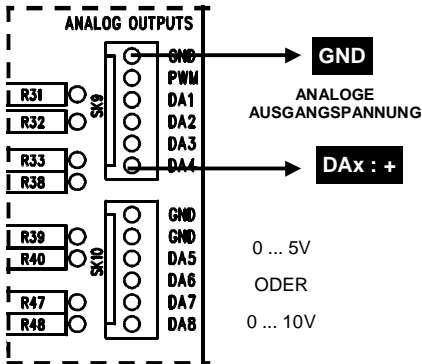 ANALOG OUTPUTS
GND
PWM
DA1
DA2
DA3
DA4
SK9
R31
R32
R33
R38
GND
GND
DA5
DA6
DA7
DA8
SK10
R39
R40
R47
R48
GND
ANALOGE
AUSGANGSPANNUNG
DAx : +
0 ... 5V
ODER
0 ... 10V